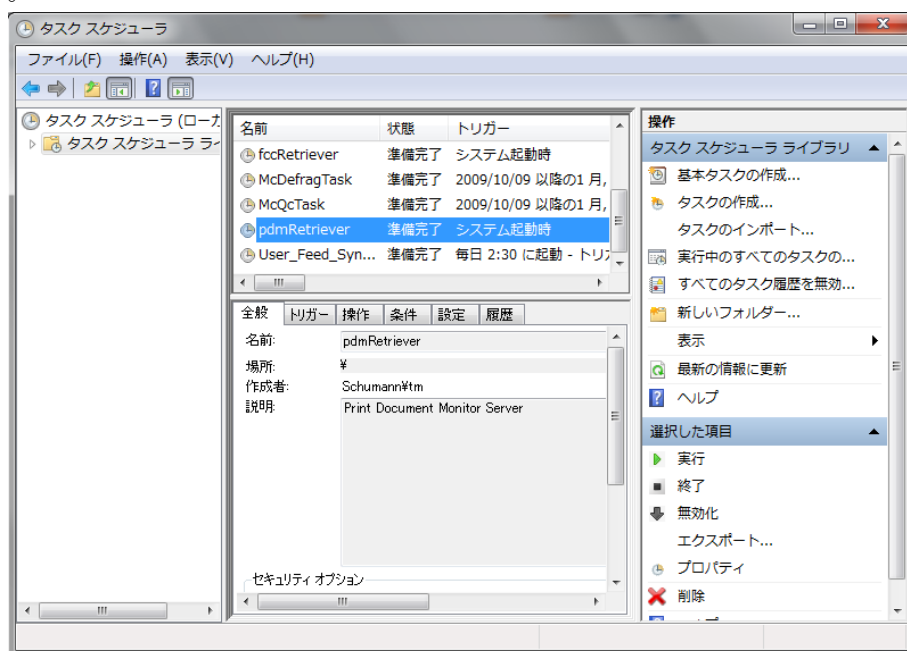 タスク スケジューラ
ファイル(F) 操作(A) 表示(V) ヘルプ(H)
タスク スケジューラ (ローカ
タスク スケジューラ ライ
名前 状態 トリガー
fccRetriever 準備完了 システム起動時
McDefragTask 準備完了 2009/10/09 以降の1 月,
McQcTask 準備完了 2009/10/09 以降の1 月,
pdmRetriever 準備完了 システム起動時
User_Feed_Syn... 準備完了 毎日 2:30 に起動 - トリガ
全般 トリガー 操作 条件 設定 履歴
名前: pdmRetriever
場所: ¥
作成者: Schumann¥tm
説明: Print Document Monitor Server
セキュリティ オプション
操作
タスク スケジューラ ライブラリ
基本タスクの作成...
タスクの作成...
タスクのインポート...
実行中のすべてのタスクの...
すべてのタスク履歴を無効...
新しいフォルダー...
表示
最新の情報に更新
ヘルプ
選択した項目
実行
終了
無効化
エクスポート...
プロパティ
削除